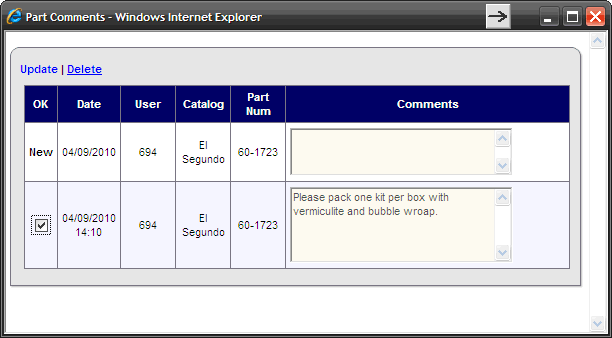 Part Comments - Windows Internet Explorer
Update | Delete
OK Date User Catalog Part Num Comments
New 04/09/2010 694 El Segundo 60-1723
04/09/2010 14:10 694 El Segundo 60-1723 Please pack one kit per box with
vermiculite and bubble wroap.